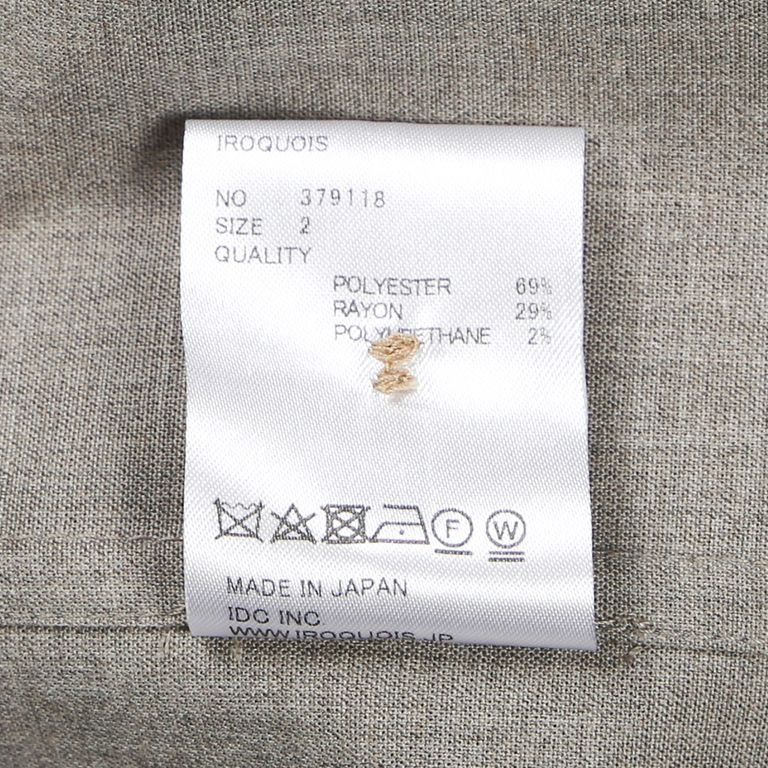 IROQUOIS
NO 379118
SIZE 2
QUALITY
POLYESTER 69%
RAYON 29%
POLYURETHANE 2%
F W
MADE IN JAPAN
IDC INC
WWW.IROQUOIS.JP